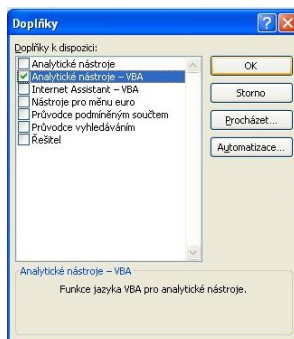 Doplňky
Doplňky k dispozici:
Analytické nástroje
Analytické nástroje – VBA
Internet Assistant – VBA
Nástroje pro měnu euro
Průvodce podmíněným součtem
Průvodce vyhledáváním
Řešitel
OK
Storno
Procházet...
Automatizace...
Analytické nástroje – VBA
Funkce jazyka VBA pro analytické nástroje.